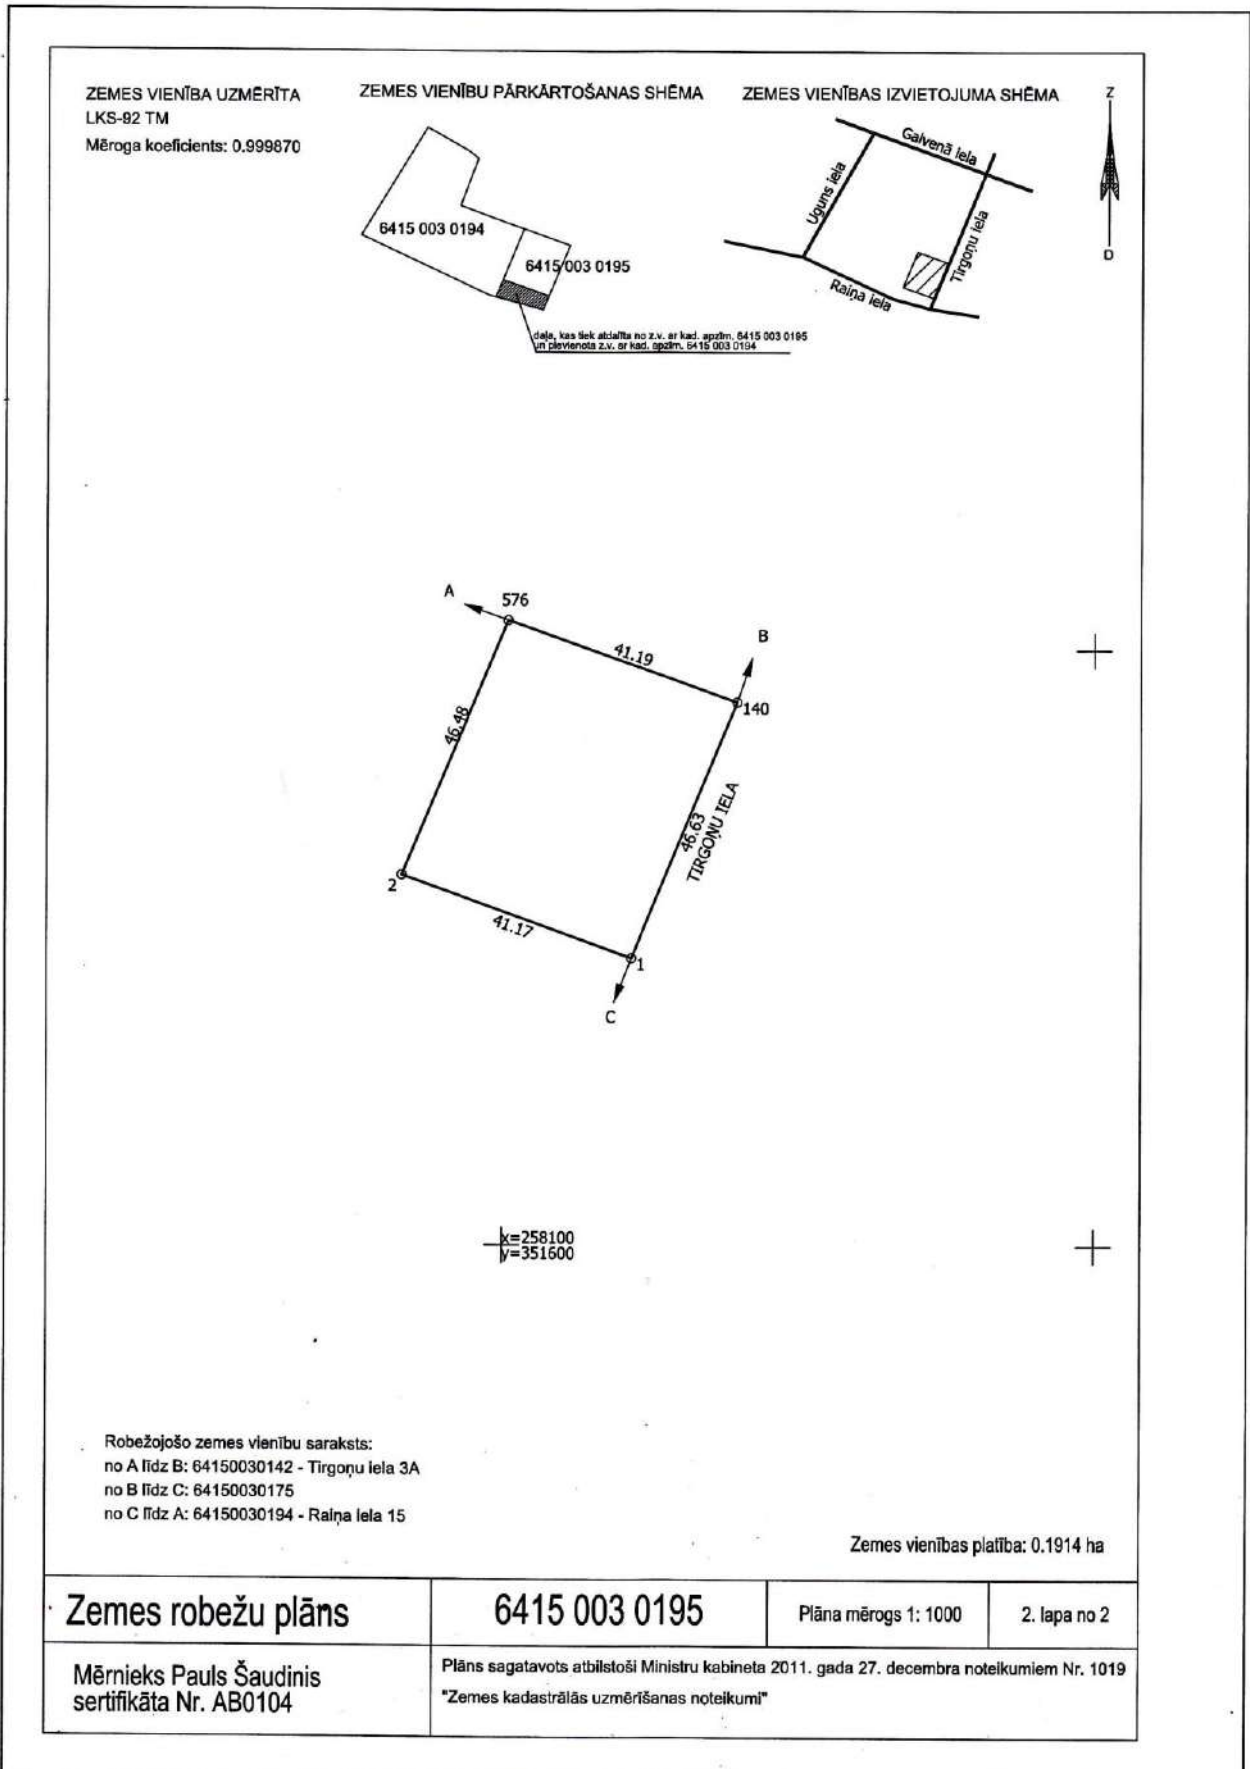 ZEMES VIENĪBA UZMĒRĪTA
LKS-92 TM
Mēroga koeficients: 0.999870
ZEMES VIENĪBU PĀRKĀRTOŠANAS SHĒMA
6415 003 0194
6415 003 0195
daļa, kas tiek atdalīta no z.v. ar kad. apzīm. 6415 003 0195
un pievienota z.v. ar kad. apzīm. 6415 003 0194
ZEMES VIENĪBAS IZVIETOJUMA SHĒMA
Galvenā iela
Uguns iela
Tirgoņu iela
Raiņa iela
Z
D
A
576
41.19
B
140
46.48
46.63
TIRGOŅU IELA
2
41.17
1
C
x=258100
y=351600
Robežojošo zemes vienību saraksts:
no A līdz B: 64150030142 - Tirgoņu iela 3A
no B līdz C: 64150030175
no C līdz A: 64150030194 - Raiņa iela 15
Zemes vienības platība: 0.1914 ha
Zemes robežu plāns
6415 003 0195
Plāna mērogs 1: 1000
2. lapa no 2
Mērnieks Pauls Šaudinis
sertifikāta Nr. AB0104
Plāns sagatavots atbilstoši Ministru kabineta 2011. gada 27. decembra noteikumiem Nr. 1019
"Zemes kadastrālās uzmērīšanas noteikumi"